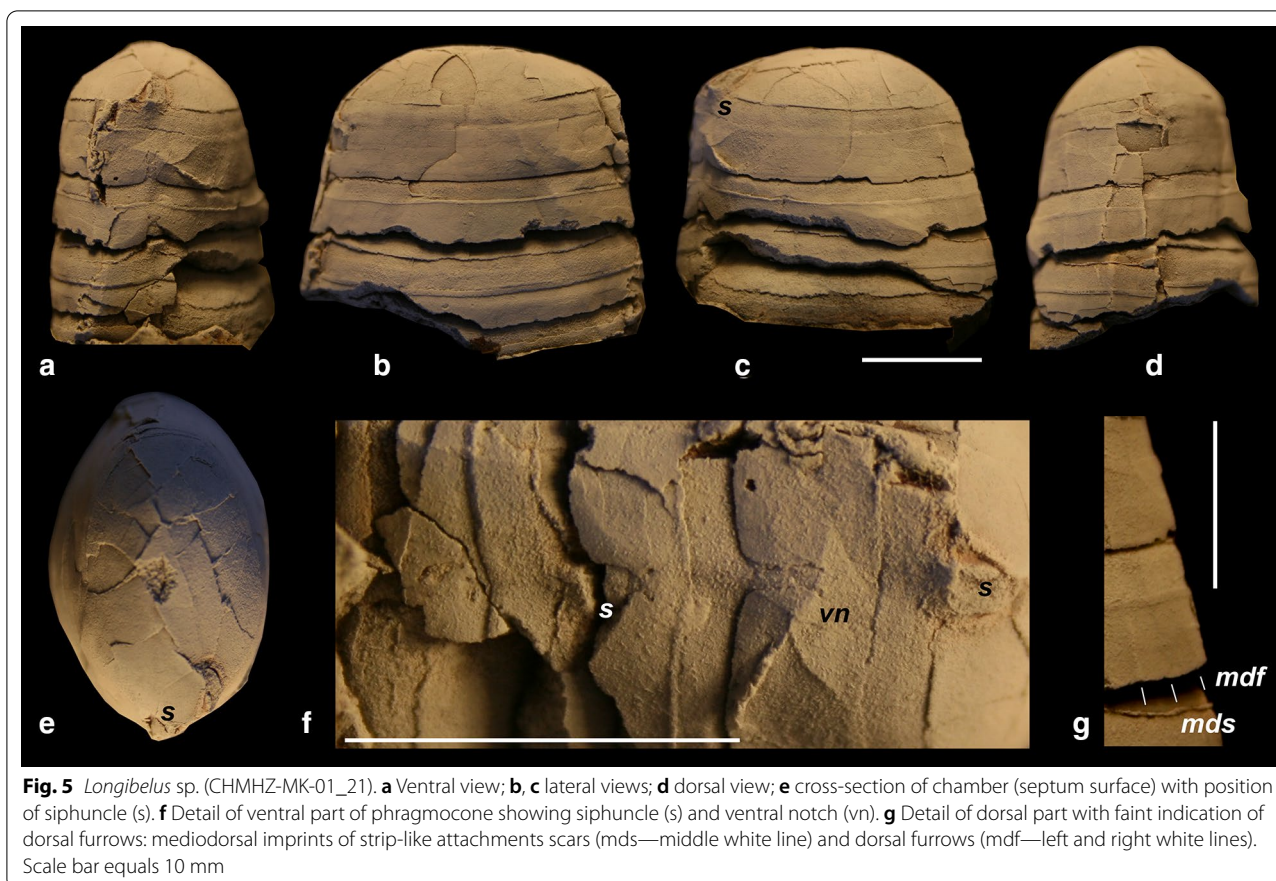 s
a
b
c
d
s
vn
s
mdf
mds
s
e
f
g
Fig. 5 Longibelus sp. (CHMHZ-MK-01_21). a Ventral view; b, c lateral views; d dorsal view; e cross-section of chamber (septum surface) with position
of siphuncle (s). f Detail of ventral part of phragmocone showing siphuncle (s) and ventral notch (vn). g Detail of dorsal part with faint indication of
dorsal furrows: mediodorsal imprints of strip-like attachments scars (mds—middle white line) and dorsal furrows (mdf—left and right white lines).
Scale bar equals 10 mm